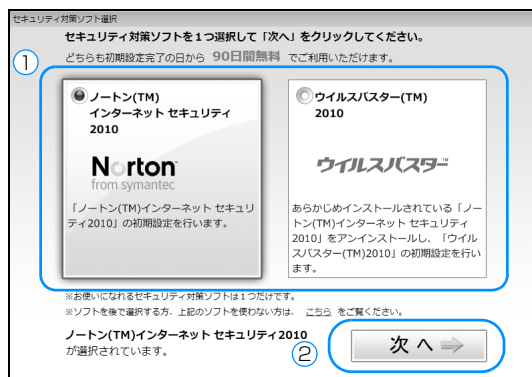 セキュリティ対策ソフト選択
セキュリティ対策ソフトを1つ選択して「次へ」をクリックしてください。
① どちらも初期設定完了の日から 90日間無料 でご利用いただけます。
ノートン(TM)
インターネット セキュリティ
2010
Norton
from symantec
「ノートン(TM)インターネット セキュリ
ティ2010」の初期設定を行います。
ウイルスバスター(TM)
2010
ウイルスバスター™
あらかじめインストールされている「ノー
トン(TM)インターネット セキュリティ
2010」をアンインストールし、「ウイル
スバスター(TM)2010」の初期設定を行い
ます。
※お使いになれるセキュリティ対策ソフトは1つだけです。
※ソフトを後で選択する方、上記のソフトを使わない方は、 こちら をご覧ください。
ノートン(TM)インターネット セキュリティ2010
が選択されています。
② 次へ